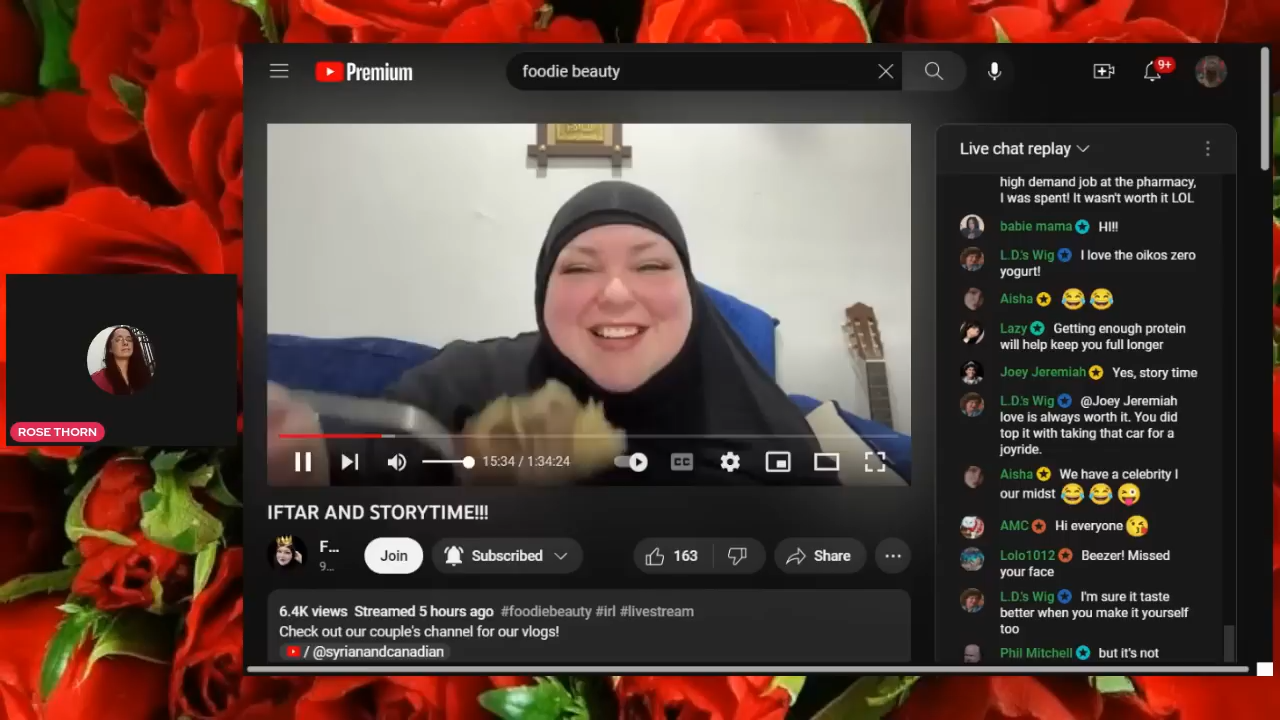 Premium
foodie beauty
9+
Live chat replay
high demand job at the pharmacy,
I was spent! It wasn't worth it LOL
babie mama HI!!
L.D.'s Wig I love the oikos zero
yogurt!
Aisha
Lazy Getting enough protein
will help keep you full longer
Joey Jeremiah Yes, story time
L.D.'s Wig @Joey Jeremiah
love is always worth it. You did
top it with taking that car for a
joyride.
Aisha We have a celebrity I
our midst
AMC Hi everyone
Lolo1012 Beezer! Missed
your face
L.D.'s Wig I'm sure it taste
better when you make it yourself
too
Phil Mitchell but it's not
ROSE THORN
15:34 / 1:34:24
CC
IFTAR AND STORYTIME!!!
F...
9...
Join
Subscribed
163
Share
6.4K views Streamed 5 hours ago #foodiebeauty #irl #livestream
Check out our couple's channel for our vlogs!
/ @syrianandcanadian